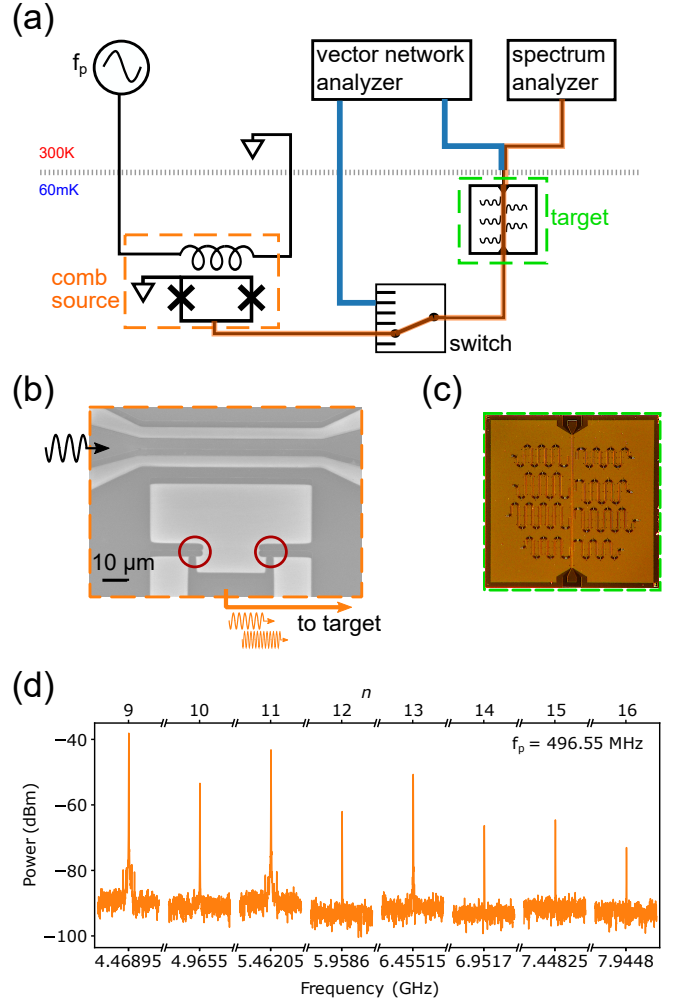 (a)
f_p
vector network
analyzer
spectrum
analyzer
300K
60mK
target
comb
source
switch
(b)
(c)
10 μm
to target
(d)
n
9 10 11 12 13 14 15 16
f_p = 496.55 MHz
Power (dBm)
−40
−60
−80
−100
4.46895 4.9655 5.46205 5.9586 6.45515 6.9517 7.44825 7.9448
Frequency (GHz)